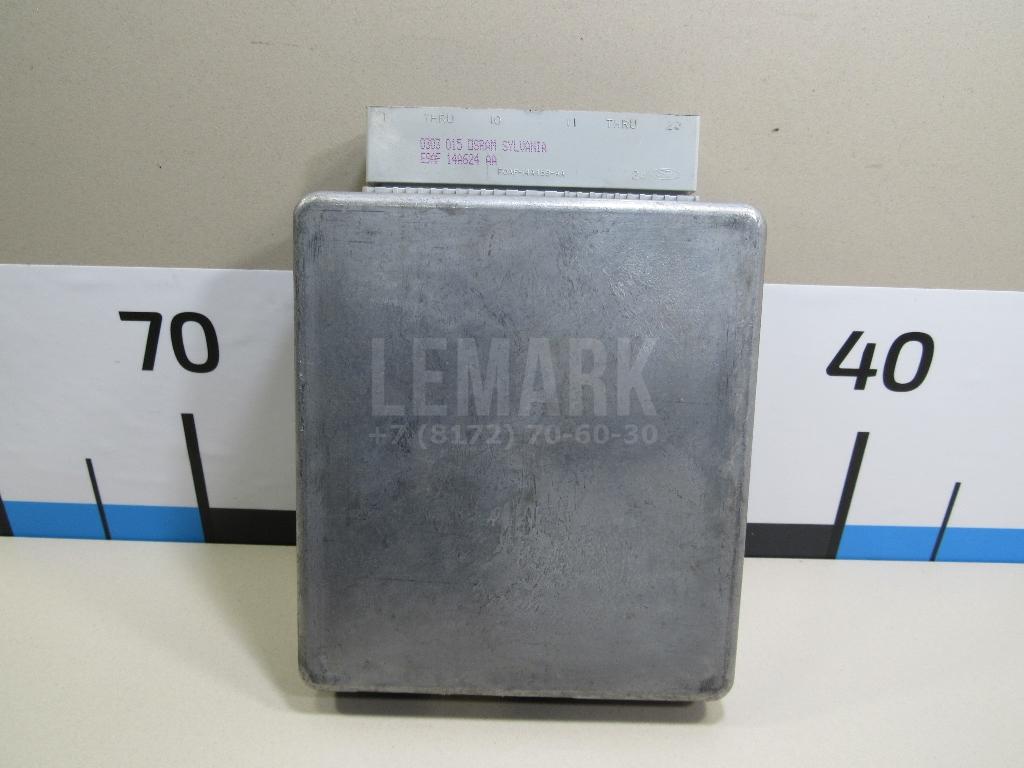 1 THRU 10 11 THRU 20
0303 015 OSRAM SYLVANIA
E9AF 14A624 AA
70
40
LEMARK
+7 (8172) 70-60-30